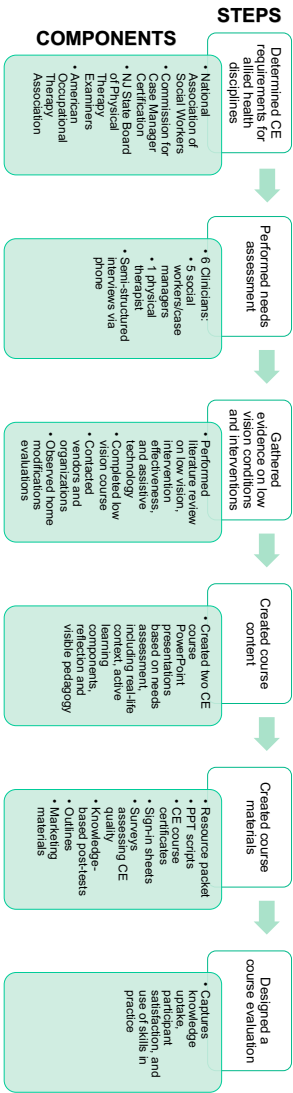 STEPS
COMPONENTS
Determined CE
requirements for
allied health
disciplines
• National
Association of
Social Workers
• Commission for
Case Manager
Certification
• NJ State Board
of Physical
Therapy
Examiners
• American
Occupational
Therapy
Association
Performed needs
assessment
• 6 Clinicians:
• 5 social
workers/case
managers
• 1 physical
therapist
• Semi-structured
interviews via
phone
Gathered
evidence on low
vision conditions
and interventions
• Performed
literature review
on low vision,
intervention
effectiveness,
and assistive
technology
• Completed low
vision course
• Contacted
vendors and
organizations
• Observed home
modifications
evaluations
Created course
content
• Created two CE
course
PowerPoint
presentations
based on needs
assessment,
including real-life
context, active
learning
components,
reflection and
visible pedagogy
Created course
materials
• Resource packet
• PPT scripts
• CE course
certificates
• Sign-in sheets
• Surveys
assessing CE
quality
• Knowledge-
based post-tests
• Outlines
• Marketing
materials
Designed a
course evaluation
• Captures
knowledge
uptake,
participant
satisfaction, and
use of skills in
practice